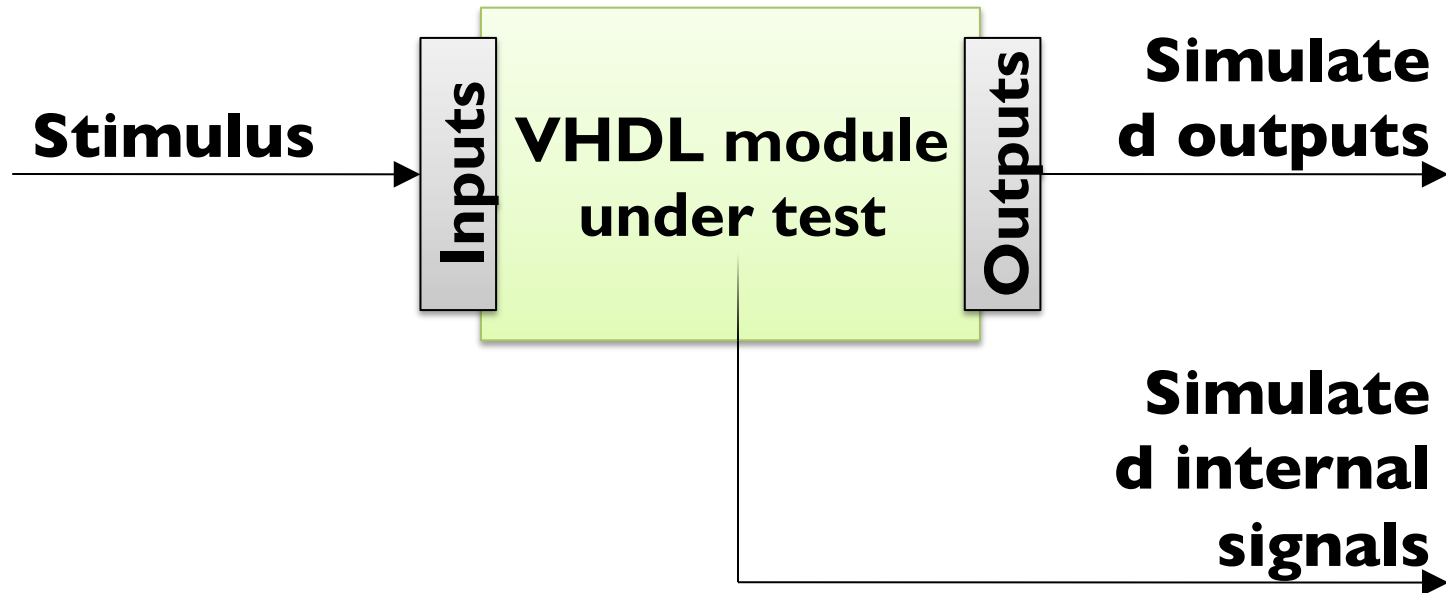 Stimulus
Inputs
VHDL module
under test
Outputs
Simulate
d outputs
Simulate
d internal
signals